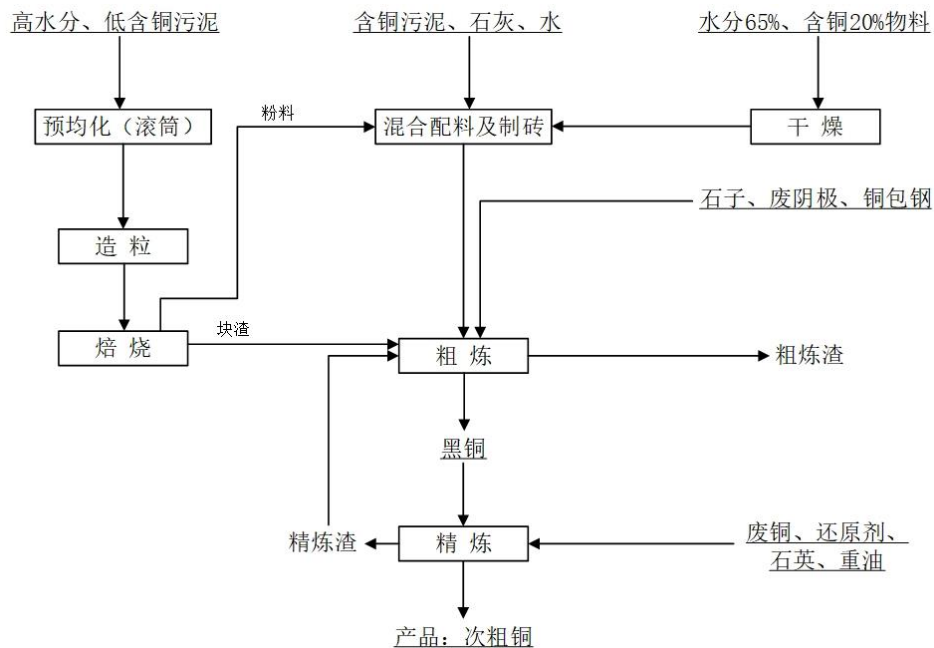 高水分、低含铜污泥
含铜污泥、石灰、水
水分65%、含铜20%物料
粉料
预均化（滚筒）
混合配料及制砖
干 燥
石子、废阴极、铜包钢
造 粒
块渣
焙 烧
粗 炼
粗炼渣
黑铜
精炼渣
精 炼
废铜、还原剂、
石英、重油
产品：次粗铜